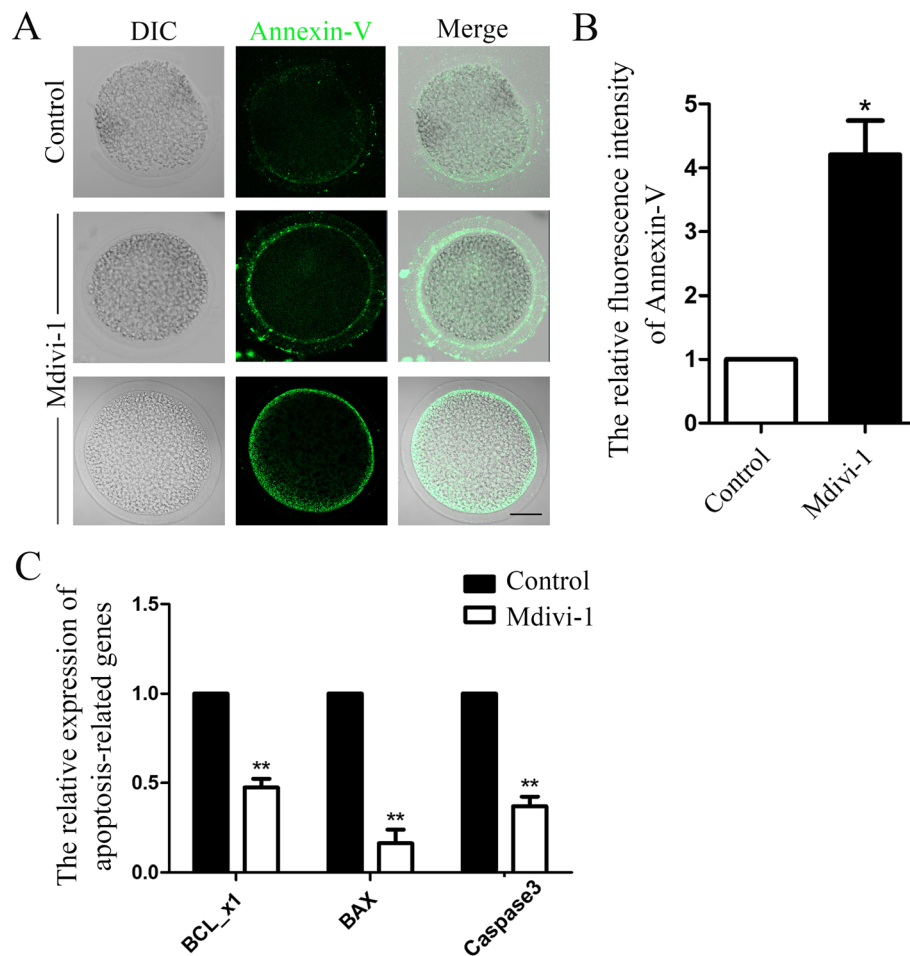 A
DIC
Annexin-V
Merge
Control
Mdivi-1
B
The relative fluorescence intensity
of Annexin-V
5
4
3
2
1
0
*
Control
Mdivi-1
C
Control
Mdivi-1
The relative expression of
apoptosis-related genes
1.5
1.0
0.5
0.0
**
**
**
BCL_x1
BAX
Caspase3